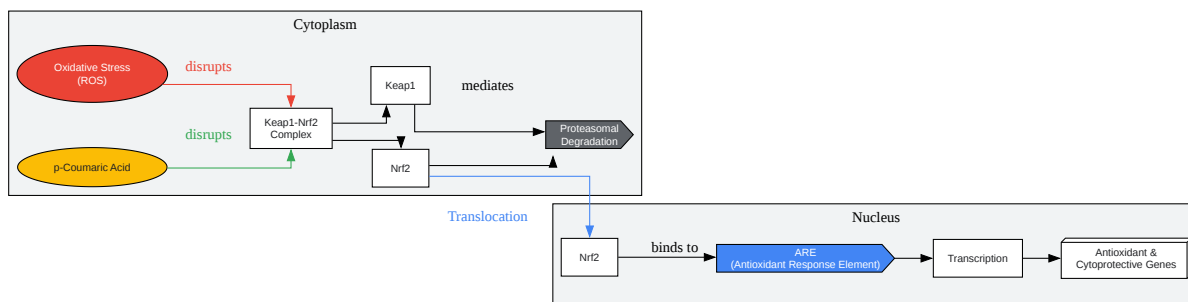 Cytoplasm
Oxidative Stress
(ROS)
disrupts
Keap1
mediates
Keap1-Nrf2
Complex
disrupts
Proteasomal
Degradation
p-Coumaric Acid
Nrf2
Translocation
Nucleus
Nrf2
binds to
ARE
(Antioxidant Response Element)
Transcription
Antioxidant &
Cytoprotective Genes